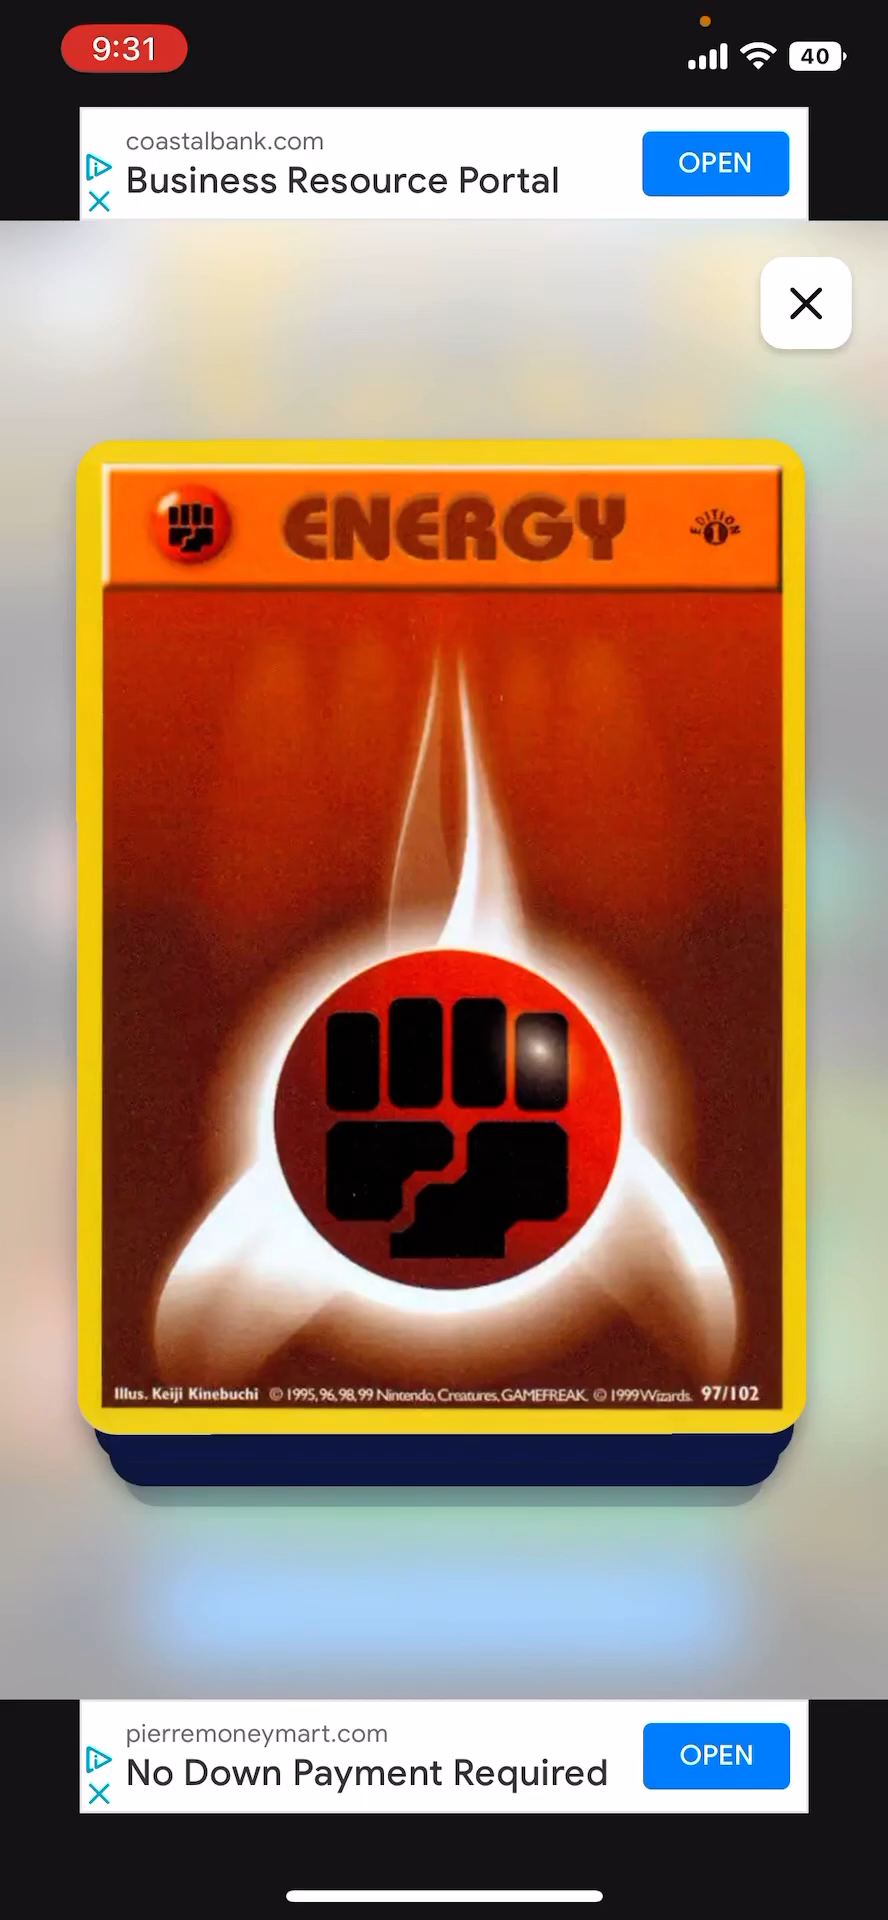 9:31
40
coastalbank.com
Business Resource Portal
OPEN
ENERGY
EDITION
1
Illus. Keiji Kinebuchi © 1995, 96, 98, 99 Nintendo, Creatures, GAMEFREAK. © 1999 Wizards. 97/102
pierremoneymart.com
No Down Payment Required
OPEN